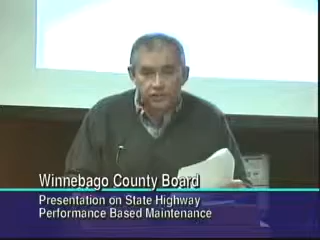 Winnebago County Board
Presentation on State Highway
Performance Based Maintenance